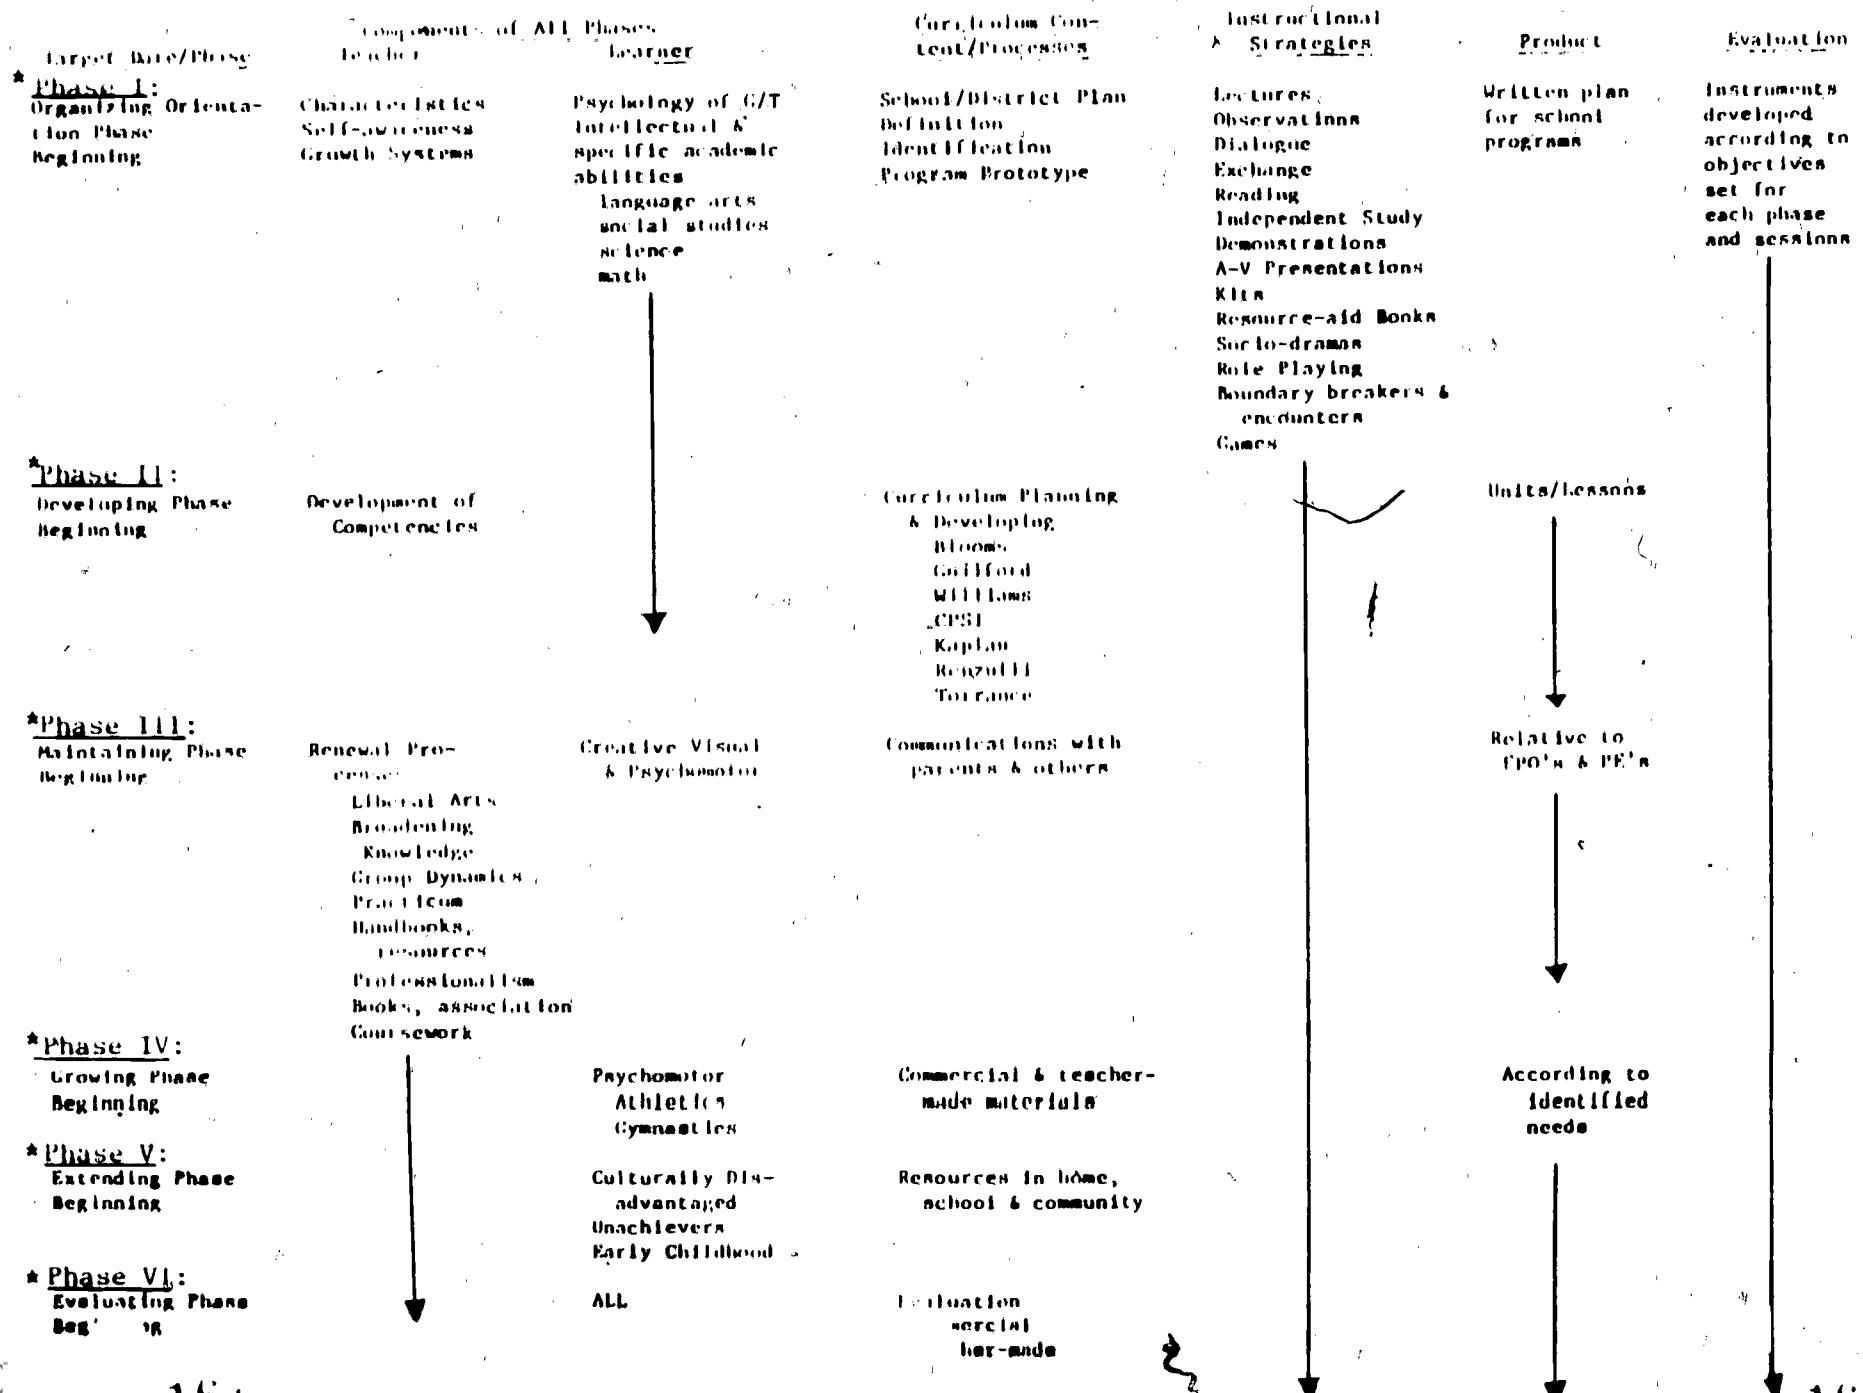 Components of ALL Phases
Target Date/Phase
Teacher
Learner
Curriculum Con-
tent/Processes
Instructional
& Strategies
Product
Evaluation
* Phase I:
Organizing Orienta-
tion Phase
Beginning
Characteristics
Self-awareness
Growth Systems
Psychology of G/T
Intellectual &
specific academic
abilities
language arts
social studies
science
math
School/District Plan
Definition
Identification
Program Prototype
Lectures
Observations
Dialogue
Exchange
Reading
Independent Study
Demonstrations
A-V Presentations
Kits
Resource-aid Books
Socio-dramas
Role Playing
Boundary breakers &
encounters
Games
Written plan
for school
programs
Instruments
developed
according to
objectives
set for
each phase
and sessions
*Phase II:
Developing Phase
Beginning
Development of
Competencies
Curriculum Planning
& Developing
Blooms
Guilford
Williams
CPSI
Kaplan
Renzulli
Torrance
Units/Lessons
*Phase III:
Maintaining Phase
Beginning
Renewal Pro-
Liberal Arts
Broadening
Knowledge
Group Dynamics
Practicum
Handbooks,
resources
Professionalism
Books, association
Coursework
Creative Visual
& Psychomotor
Communications with
parents & others
Relative to
& PE's
* Phase IV:
Growing Phase
Beginning
Psychomotor
Athletics
Gymnastics
Commercial & teacher-
made materials
According to
identified
needs
* Phase V:
Extending Phase
Beginning
Culturally Dis-
advantaged
Unachievers
Early Childhood
Resources in home,
school & community
* Phase VI:
Evaluating Phase
ALL
Evaluation